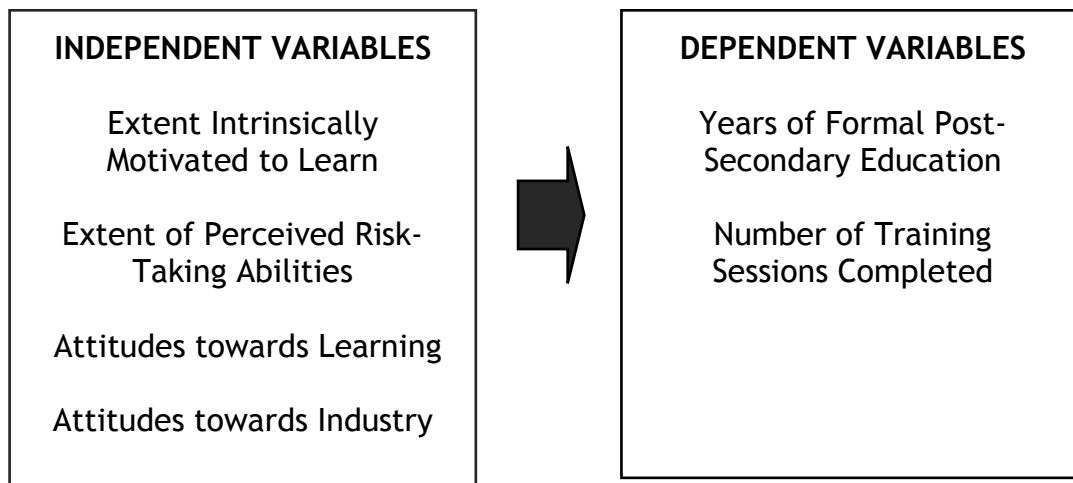 INDEPENDENT VARIABLES
Extent Intrinsically
Motivated to Learn
Extent of Perceived Risk-
Taking Abilities
Attitudes towards Learning
Attitudes towards Industry
DEPENDENT VARIABLES
Years of Formal Post-
Secondary Education
Number of Training
Sessions Completed